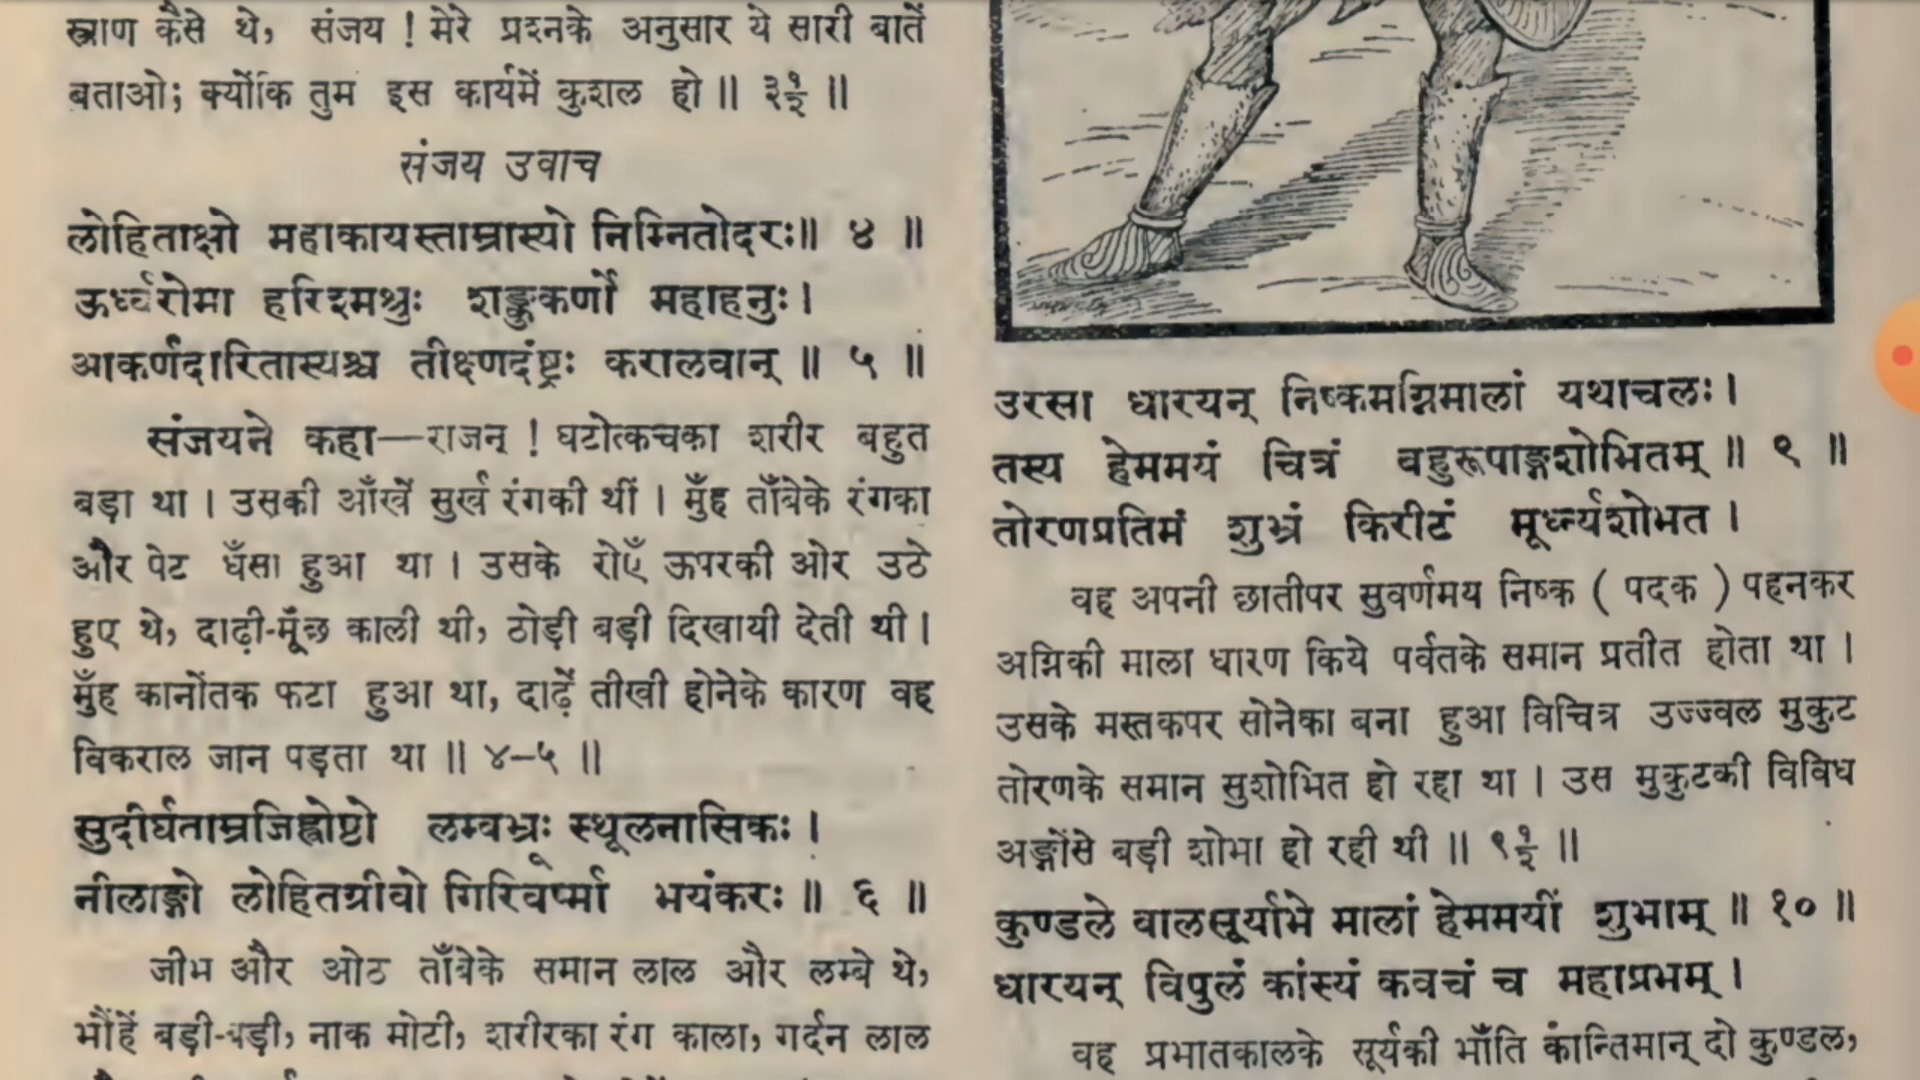 स्त्राण कैसे थे, संजय ! मेरे प्रश्नके अनुसार ये सारी बातें
बताओ; क्योंकि तुम इस कार्यमें कुशल हो ॥ ३½ ॥
संजय उवाच
लोहिताक्षो महाकायस्ताम्रास्यो निम्नितोदरः॥ ४ ॥
ऊर्ध्वरोमा हरिश्मश्रुः शङ्कुकर्णो महाहनुः।
आकर्णदारितास्यश्च तीक्ष्णदंष्ट्रः करालवान् ॥ ५ ॥
संजयने कहा—राजन् ! घटोत्कचका शरीर बहुत
बड़ा था । उसकी आँखें सुर्ख रंगकी थीं । मुँह ताँबेके रंगका
और पेट धँसा हुआ था । उसके रोएँ ऊपरकी ओर उठे
हुए थे, दाढ़ी-मूँछ काली थी, ठोड़ी बड़ी दिखायी देती थी ।
मुँह कानोंतक फटा हुआ था, दाढ़ें तीखी होनेके कारण वह
विकराल जान पड़ता था ॥ ४–५ ॥
सुदीर्घताम्रजिह्वोष्ठो लम्बभ्रूः स्थूलनासिकः ।
नीलाङ्गो लोहितग्रीवो गिरिवर्ष्मा भयंकरः ॥ ६ ॥
जीभ और ओठ ताँबेके समान लाल और लम्बे थे,
भौंहें बड़ी-बड़ी, नाक मोटी, शरीरका रंग काला, गर्दन लाल
उरसा धारयन् निष्कमग्निमालां यथाचलः ।
तस्य हेममयं चित्रं बहुरूपाङ्गशोभितम् ॥ ९ ॥
तोरणप्रतिमं शुभ्रं किरीटं मूर्ध्न्यशोभत ।
वह अपनी छातीपर सुवर्णमय निष्क ( पदक ) पहनकर
अग्निकी माला धारण किये पर्वतके समान प्रतीत होता था ।
उसके मस्तकपर सोनेका बना हुआ विचित्र उज्ज्वल मुकुट
तोरणके समान सुशोभित हो रहा था । उस मुकुटकी विविध
अङ्गोंसे बड़ी शोभा हो रही थी ॥ ९½ ॥
कुण्डले बालसूर्याभे मालां हेममयीं शुभाम् ॥ १० ॥
धारयन् विपुलं कांस्यं कवचं च महाप्रभम् ।
वह प्रभातकालके सूर्यकी भाँति कान्तिमान् दो कुण्डल,